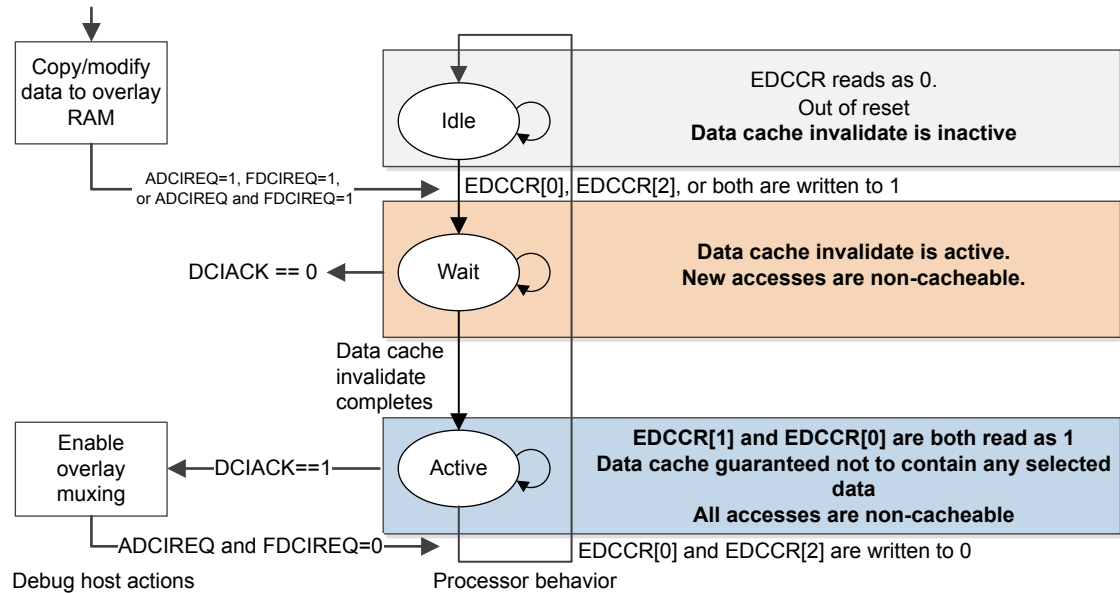 Copy/modify
data to overlay
RAM
Idle
EDCCR reads as 0.
Out of reset
Data cache invalidate is inactive
ADCIREQ=1, FDCIREQ=1,
or ADCIREQ and FDCIREQ=1
EDCCR[0], EDCCR[2], or both are written to 1
DCIACK == 0
Wait
Data cache invalidate is active.
New accesses are non-cacheable.
Data cache
invalidate
completes
Enable
overlay
muxing
DCIACK==1
Active
EDCCR[1] and EDCCR[0] are both read as 1
Data cache guaranteed not to contain any selected
data
All accesses are non-cacheable
ADCIREQ and FDCIREQ=0
EDCCR[0] and EDCCR[2] are written to 0
Debug host actions
Processor behavior